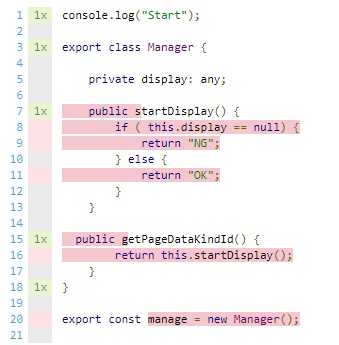 1 1x console.log("Start");
2
3 1x export class Manager {
4
5 private display: any;
6
7 1x public startDisplay() {
8 if ( this.display == null) {
9 return "NG";
10 } else {
11 return "OK";
12 }
13 }
14
15 1x public getPageDataKindId() {
16 return this.startDisplay();
17 }
18 1x }
19
20 export const manage = new Manager();
21